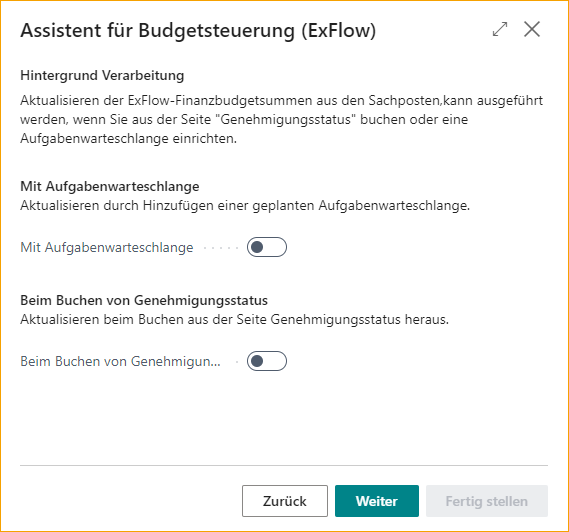 Assistent für Budgetsteuerung (ExFlow)
Hintergrund Verarbeitung
Aktualisieren der ExFlow-Finanzbudgetsummen aus den Sachposten,kann ausgeführt
werden, wenn Sie aus der Seite "Genehmigungsstatus" buchen oder eine
Aufgabenwarteschlange einrichten.
Mit Aufgabenwarteschlange
Aktualisieren durch Hinzufügen einer geplanten Aufgabenwarteschlange.
Mit Aufgabenwarteschlange
Beim Buchen von Genehmigungsstatus
Aktualisieren beim Buchen aus der Seite Genehmigungsstatus heraus.
Beim Buchen von Genehmigun...
Zurück Weiter Fertig stellen